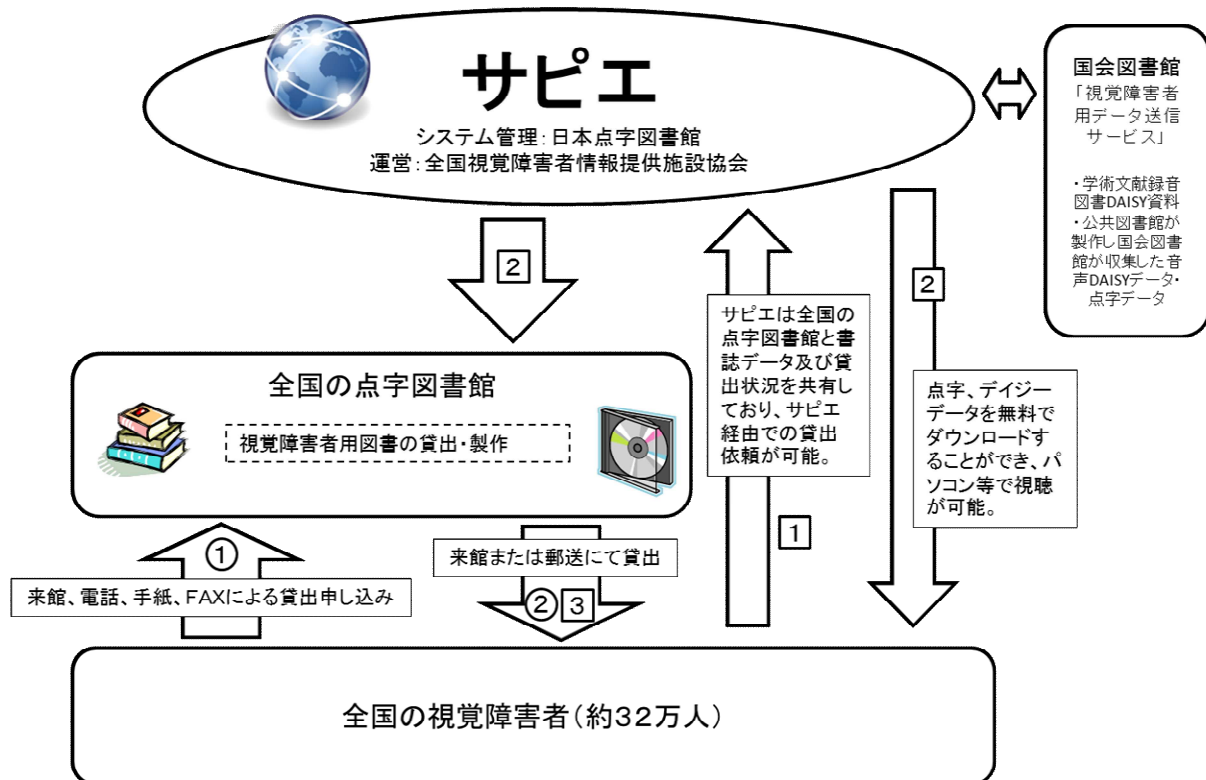 サピエ
システム管理:日本点字図書館
運営:全国視覚障害者情報提供施設協会
国会図書館
「視覚障害者
用データ送信
サービス」
・学術文献録音
図書DAISY資料
・公共図書館が
製作し国会図書
館が収集した音
声DAISYデータ・
点字データ
2
全国の点字図書館
視覚障害者用図書の貸出・製作
サピエは全国の
点字図書館と書
誌データ及び貸
出状況を共有し
ており、サピエ
経由での貸出
依頼が可能。
1
2
点字、デイジー
データを無料で
ダウンロードす
ることができ、パ
ソコン等で視聴
が可能。
①
来館、電話、手紙、FAXによる貸出申し込み
来館または郵送にて貸出
② 3
全国の視覚障害者(約32万人)